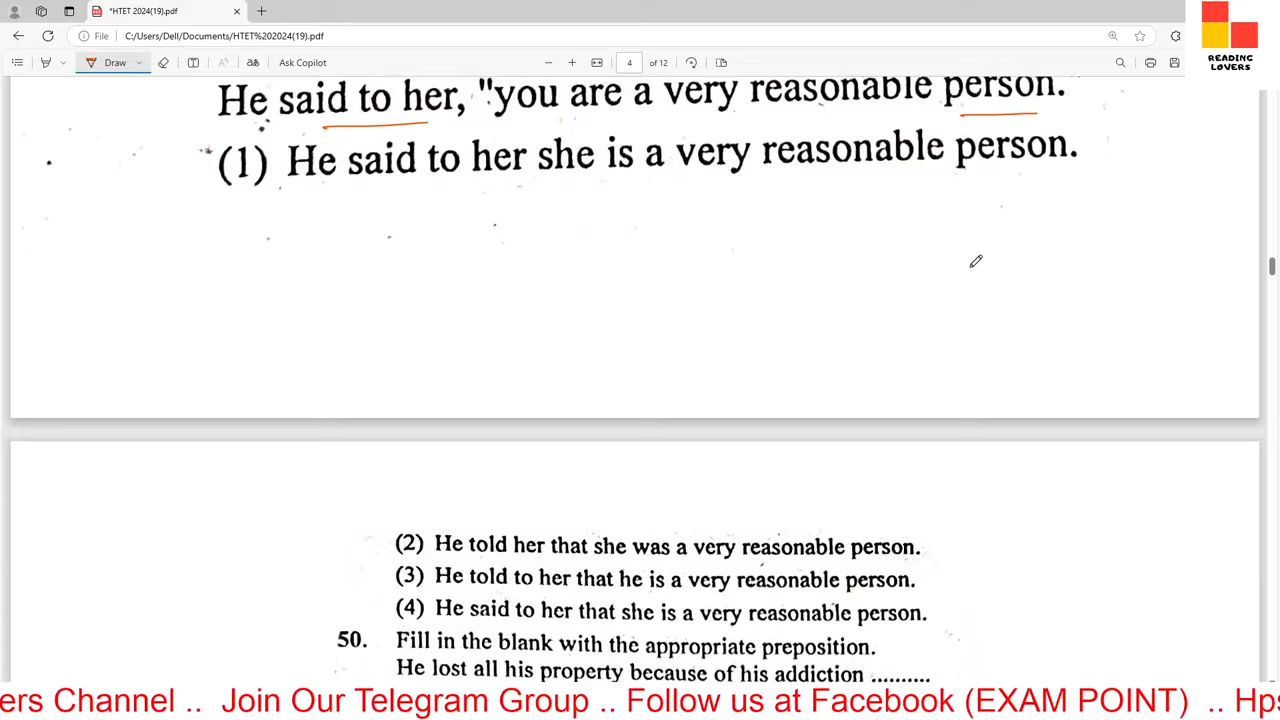 *HTET 2024(19).pdf
File C:/Users/Dell/Documents/HTET%202024(19).pdf
Draw Ask Copilot 4 of 12
READING
LOVERS
He said to her, "you are a very reasonable person."
(1) He said to her she is a very reasonable person.
(2) He told her that she was a very reasonable person.
(3) He told to her that he is a very reasonable person.
(4) He said to her that she is a very reasonable person.
50. Fill in the blank with the appropriate preposition.
He lost all his property because of his addiction ..........
ers Channel .. Join Our Telegram Group .. Follow us at Facebook (EXAM POINT) .. Hps